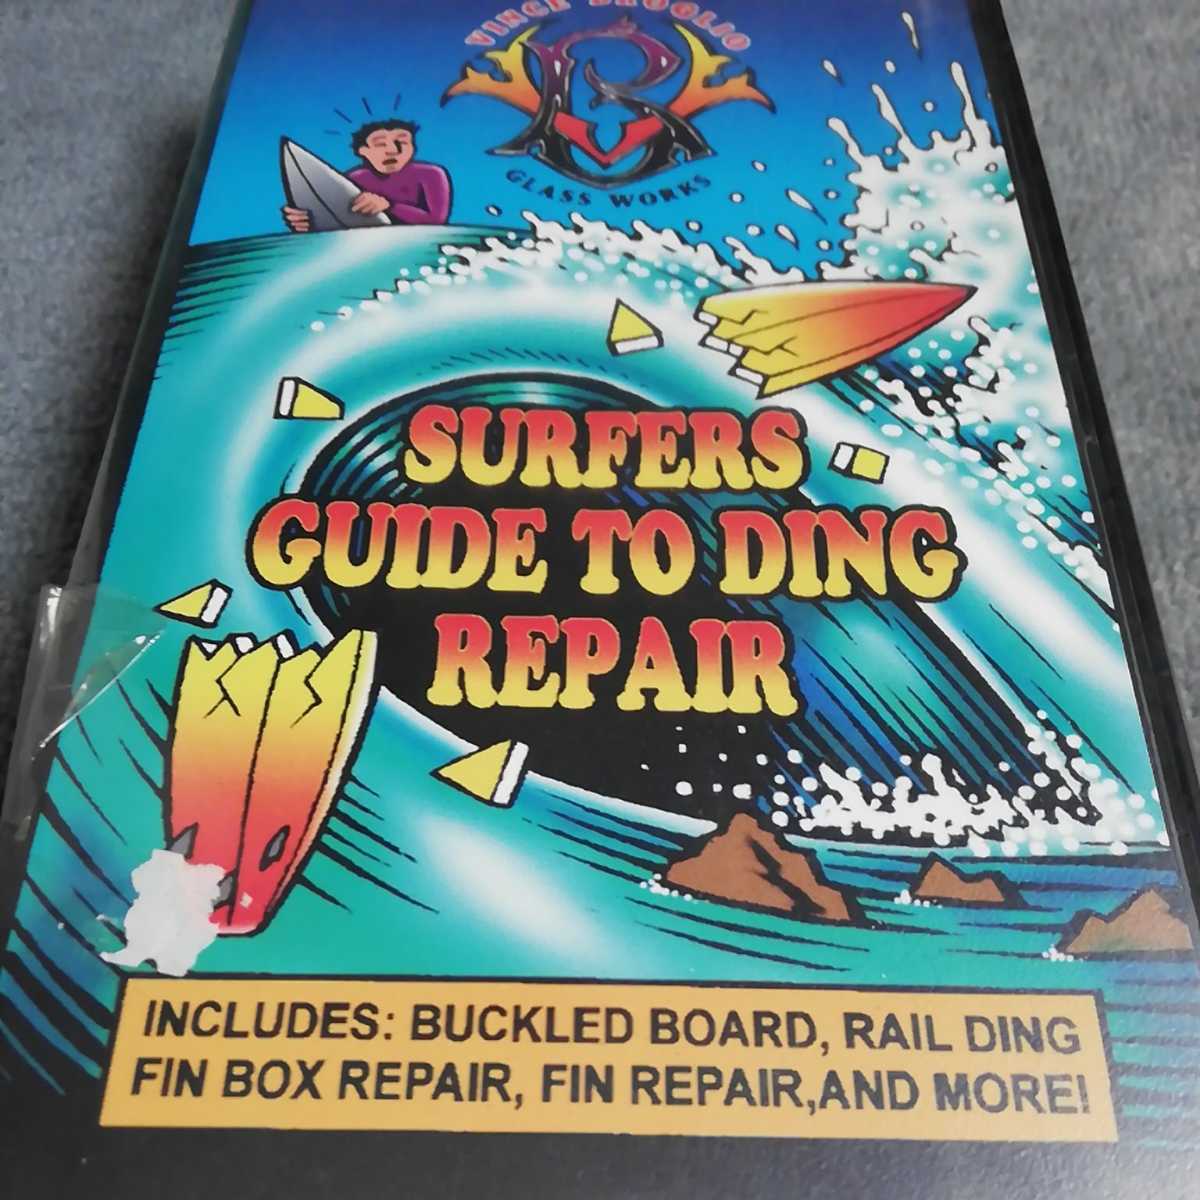 VINCE BROGLIO
GLASS WORKS
SURFERS
GUIDE TO DING
REPAIR
INCLUDES: BUCKLED BOARD, RAIL DING
FIN BOX REPAIR, FIN REPAIR,AND MORE!